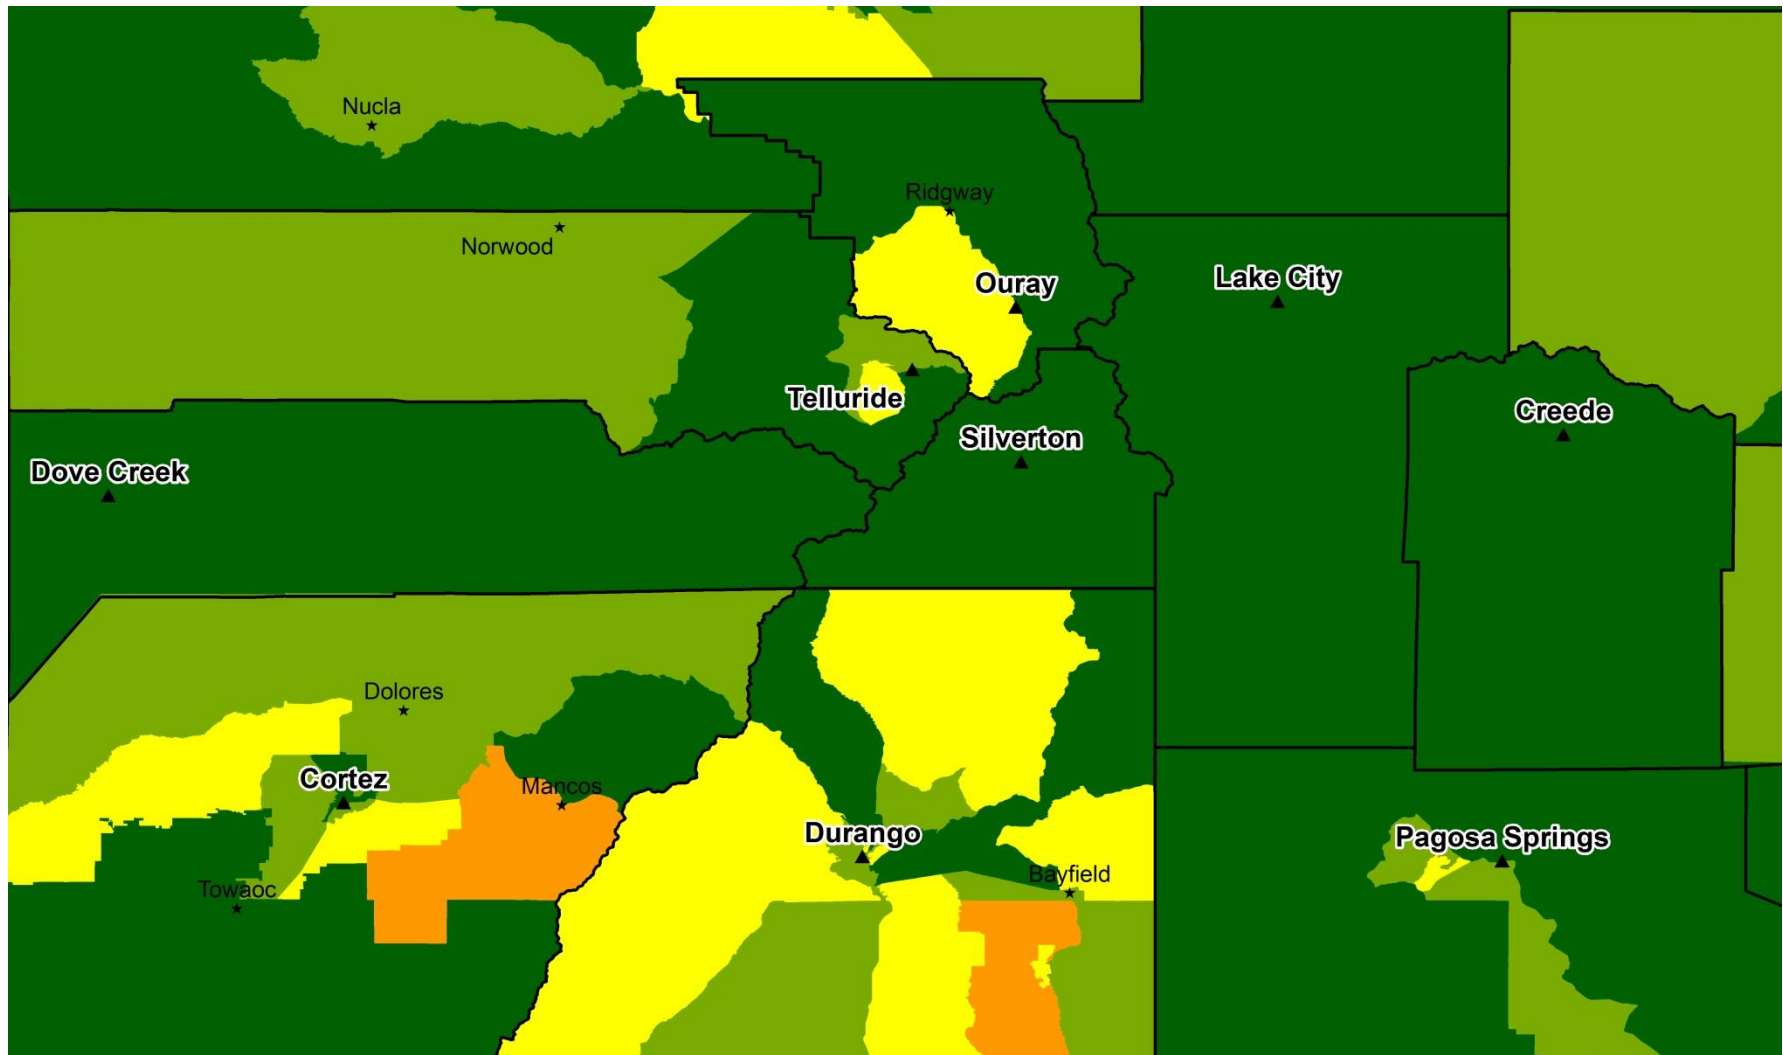 Nucla
Ridgway
Norwood
Ouray
Lake City
Telluride
Creede
Silverton
Dove Creek
Dolores
Cortez
Mancos
Durango
Pagosa Springs
Bayfield
Towaoc